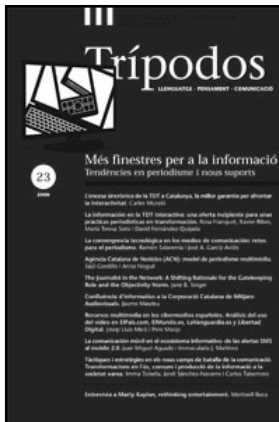 Trípodos
LLENGUATGE · PENSAMENT · COMUNICACIÓ
Més finestres per a la informació
Tendències en periodisme i nous suports
23
2008
L'encesa sincrònica de la TDT a Catalunya, la millor garantia per afrontar
la interactivitat. Carles Mundó
La información en la TDT interactiva: una oferta incipiente para unas
prácticas periodísticas en transformación. Rosa Franquet, Xavier Ribes,
María Teresa Soto i David Fernández Quijada
La convergencia tecnológica en los medios de comunicación: retos
para el periodismo. Ramón Salaverría i José A. García Avilés
Agència Catalana de Notícies (ACN): model de periodisme multimèdia.
Saül Gordillo i Anna Nogué
The Journalist in the Network: A Shifting Rationale for the Gatekeeping
Role and the Objectivity Norm. Jane B. Singer
Confluència d'informatius a la Corporació Catalana de Mitjans
Audiovisuals. Jaume Masdeu
Recursos multimedia en los cibermedios españoles. Análisis del uso
del vídeo en ElPaís.com, ElMundo.es, LaVanguardia.es y Libertad
Digital. Josep Lluís Micó i Pere Masip
La comunicación móvil en el ecosistema informativo: de las alertas SMS
al mobile 2.0. Juan Miguel Aguado i Inmaculada J. Martínez
Tàctiques i estratègies en els nous camps de batalla de la comunicació.
Transformacions en l'ús, consum i producció de la informació a la
societat xarxa. Imma Tubella, Jordi Sánchez-Navarro i Carlos Tabernero
Entrevista a Marty Kaplan, rethinking entertainment. Meritxell Roca